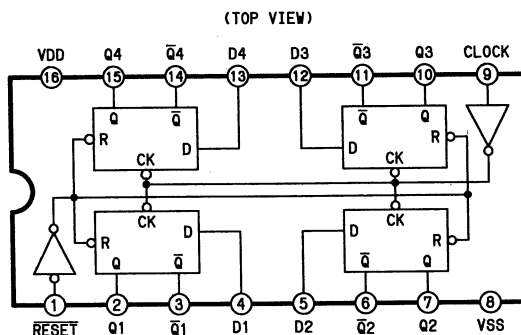 (TOP VIEW)
VDD Q4 Q̅4 D4 D3 Q̅3 Q3 CLOCK
16 15 14 13 12 11 10 9
Q Q̅ Q̅ Q
R D D R
CK CK
CK CK
R D D R
Q Q̅ Q̅ Q
1 2 3 4 5 6 7 8
R̅E̅S̅E̅T̅ Q1 Q̅1 D1 D2 Q̅2 Q2 VSS